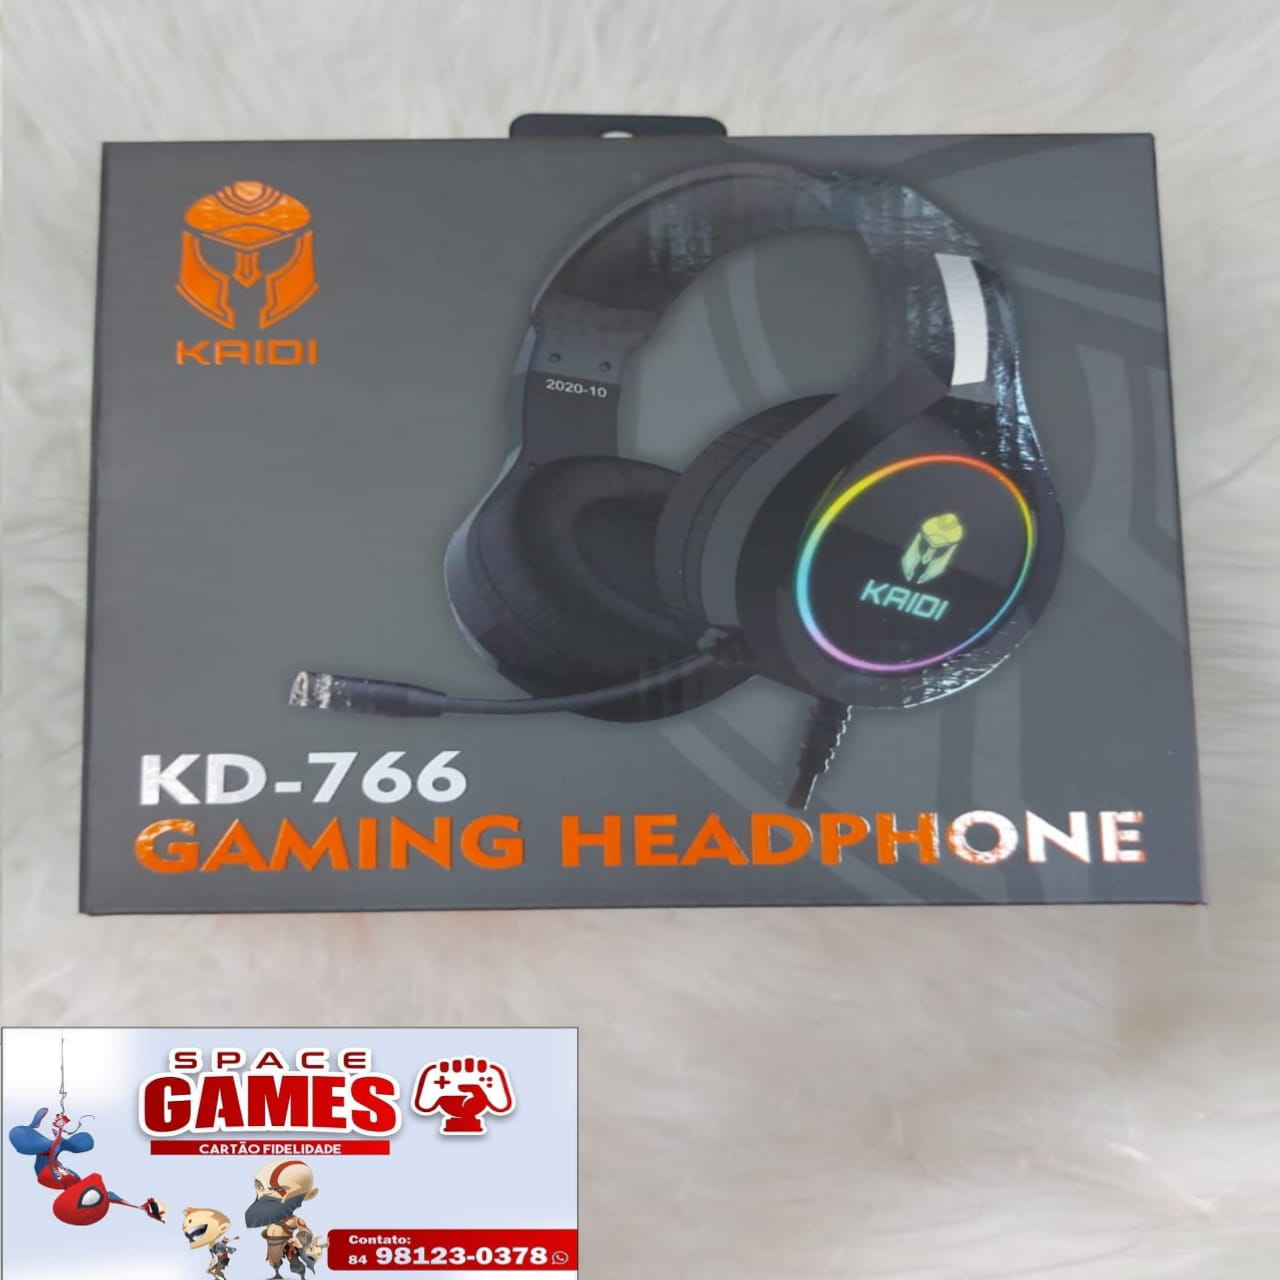 KAIDI
2020-10
KAIDI
KD-766
GAMING HEADPHONE
SPACE
GAMES
CARTÃO FIDELIDADE
Contato:
84 98123-0378